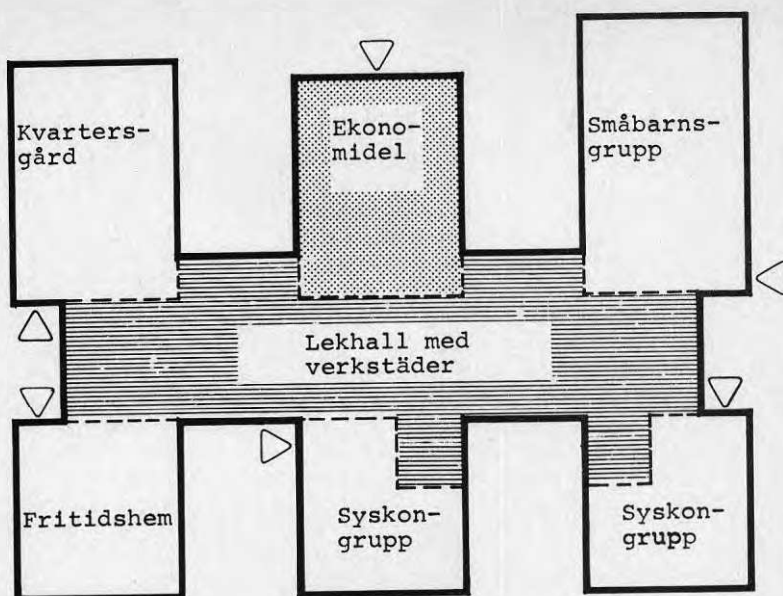 Kvarters-
gård
Ekono-
midel
Småbarns-
grupp
Lekhall med
verkstäder
Fritidshem
Syskon-
grupp
Syskon-
grupp